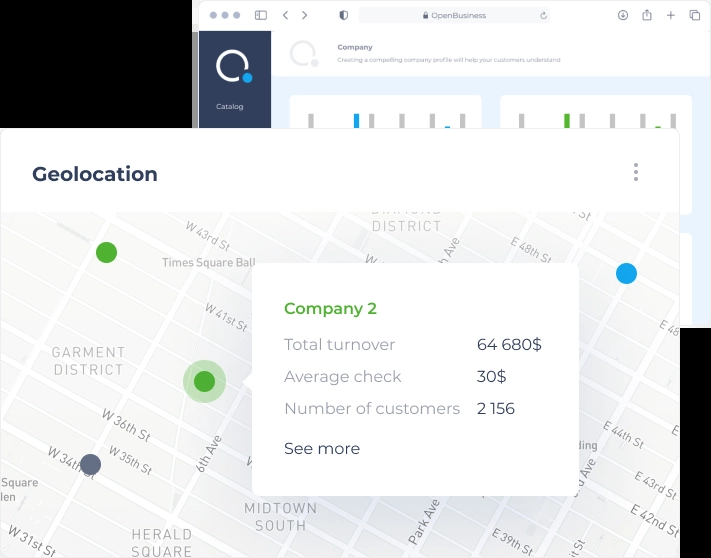 OpenBusiness
Company
Creating a compelling company profile will help your customers understand
Catalog
Geolocation
DISTRICT
W 43rd St
Times Square Ball
Ave
E 48th St
W 41st St
Company 2
Total turnover 64 680$
Average check 30$
Number of customers 2 156
See more
GARMENT
DISTRICT
W 36th St
W 35th St
W 34th St
6th Ave
Square
MIDTOWN
SOUTH
HERALD
SQUARE
W 31st St
Park Ave
E 44th St
E 43rd St
E 42nd St
E 39th St